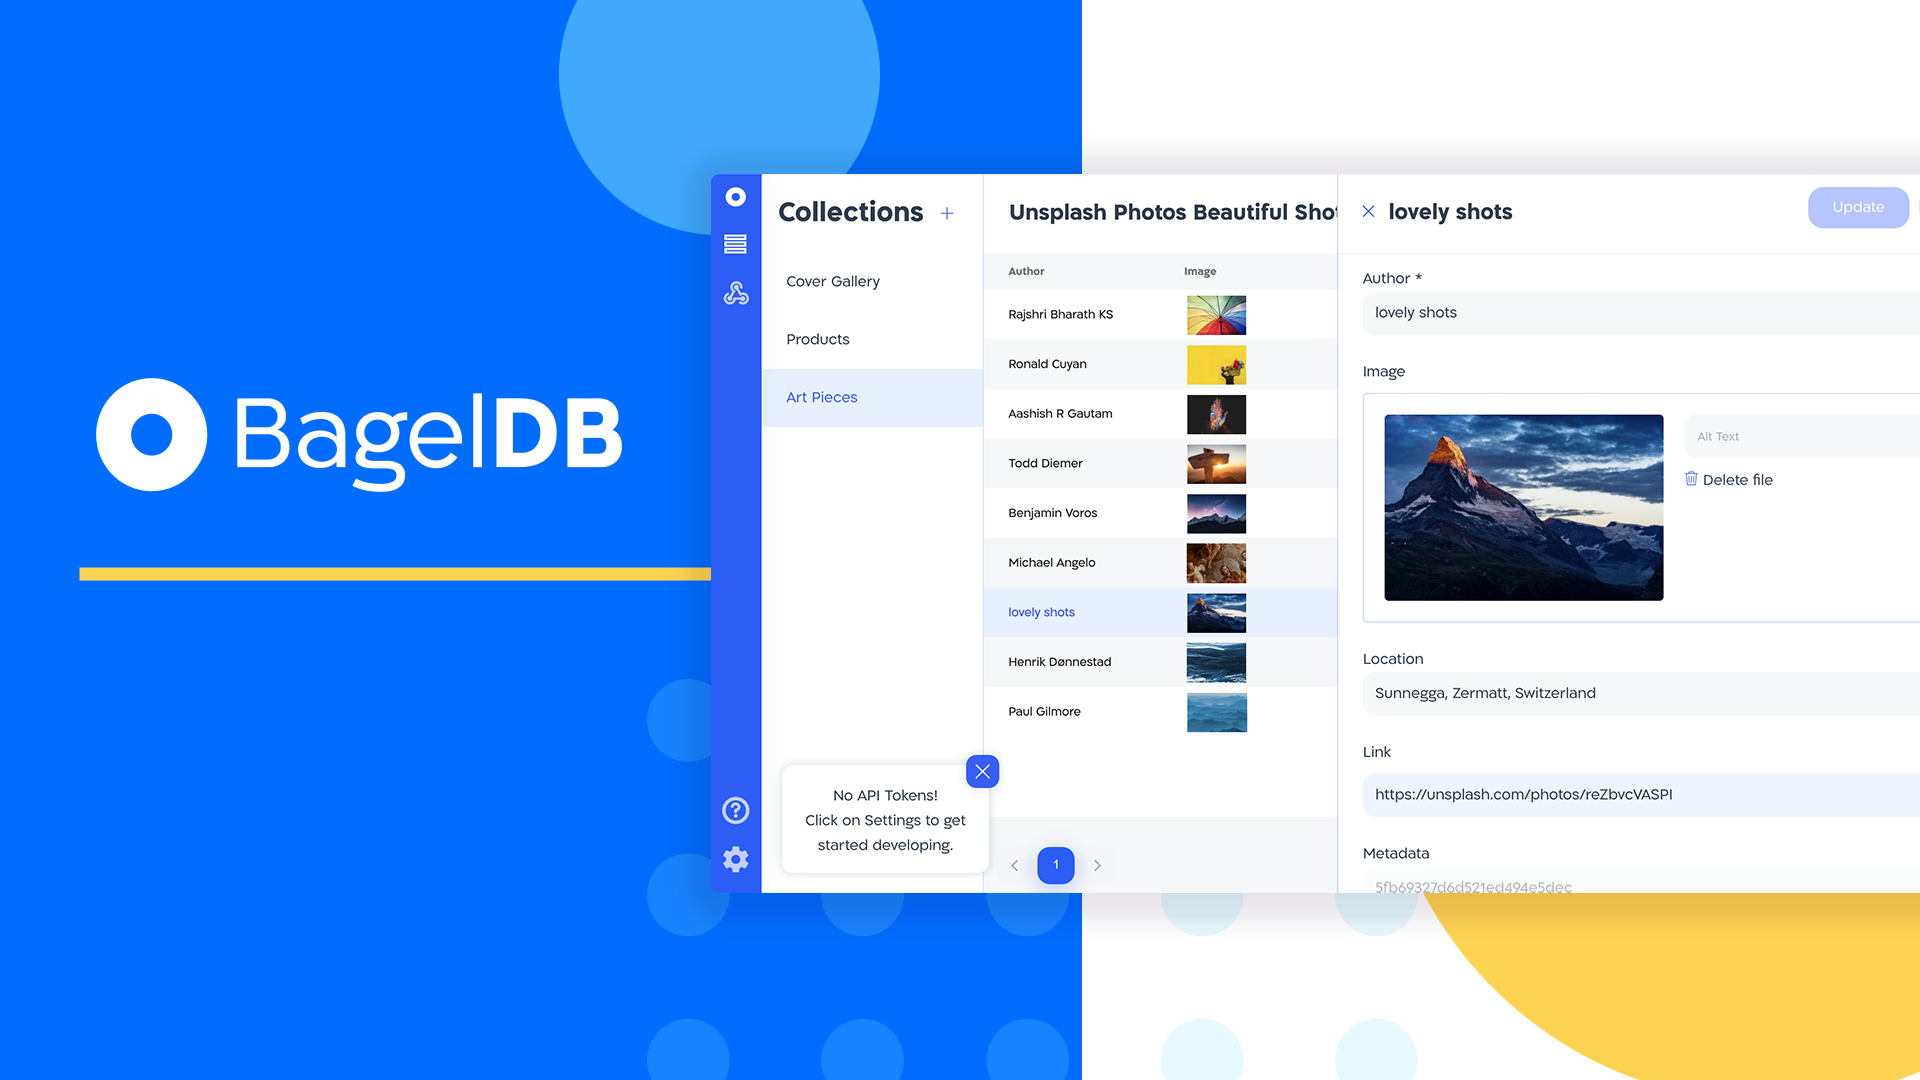 BagelDB
Collections
Cover Gallery
Products
Art Pieces
No API Tokens!
Click on Settings to get
started developing.
Unsplash Photos Beautiful Shot
Author Image
Rajshri Bharath KS
Ronald Cuyan
Aashish R Gautam
Todd Diemer
Benjamin Voros
Michael Angelo
lovely shots
Henrik Dønnestad
Paul Gilmore
1
lovely shots
Update
Author *
lovely shots
Image
Alt Text
Delete file
Location
Sunnegga, Zermatt, Switzerland
Link
https://unsplash.com/photos/reZbvcVASPI
Metadata
5fb69327d6d521ed494e5dec